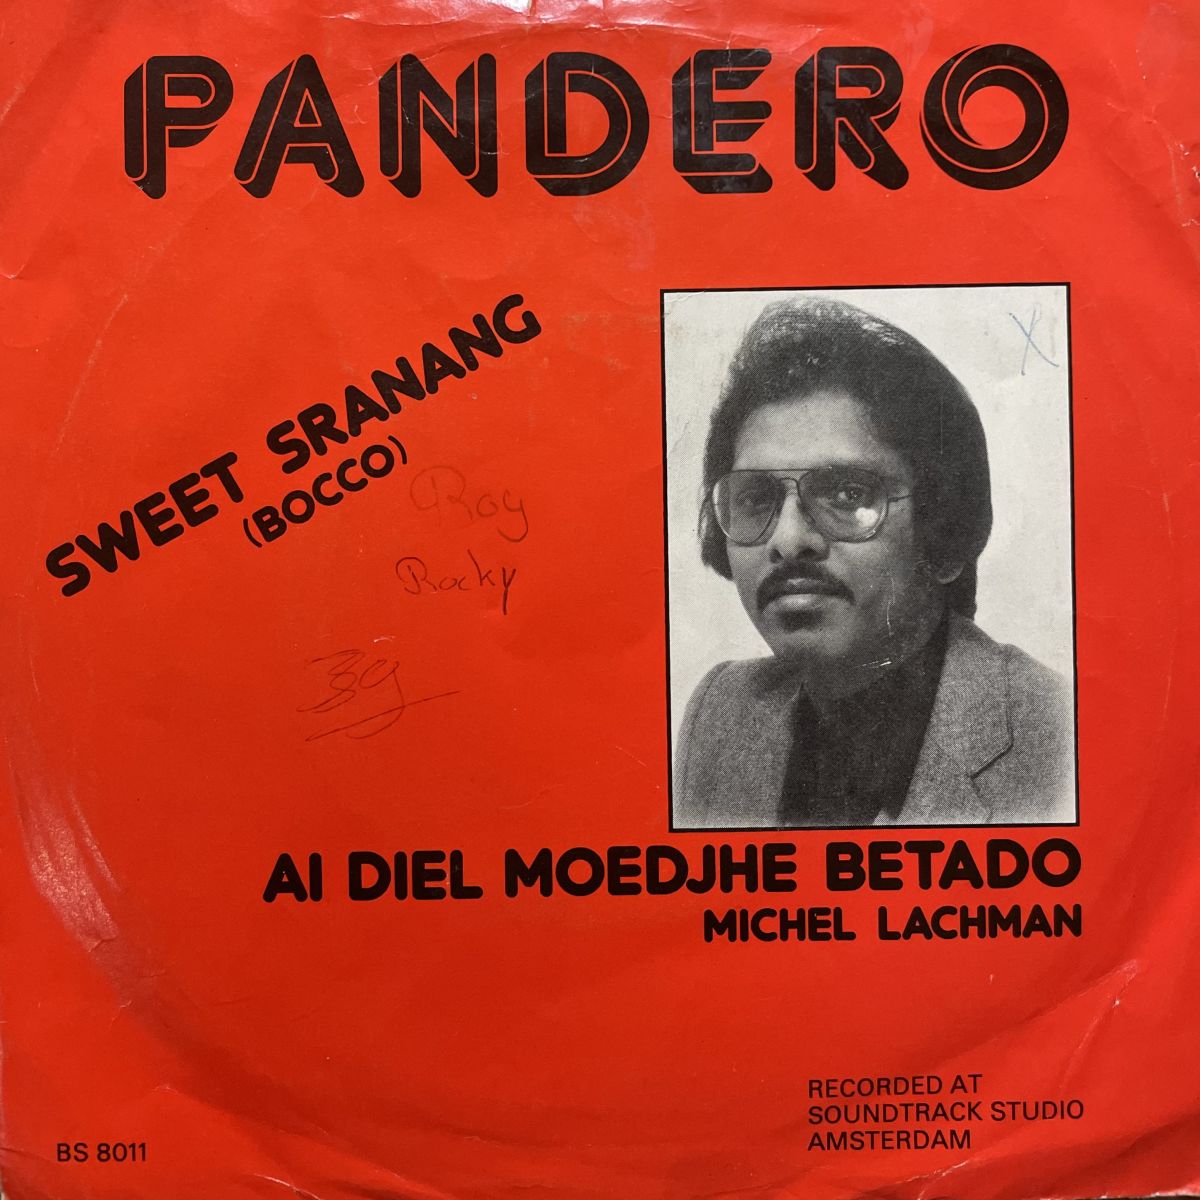 PANDERO
SWEET SRANANG
(BOCCO)
Roy
Rocky
39
X
AI DIEL MOEDJHE BETADO
MICHEL LACHMAN
RECORDED AT
SOUNDTRACK STUDIO
AMSTERDAM
BS 8011